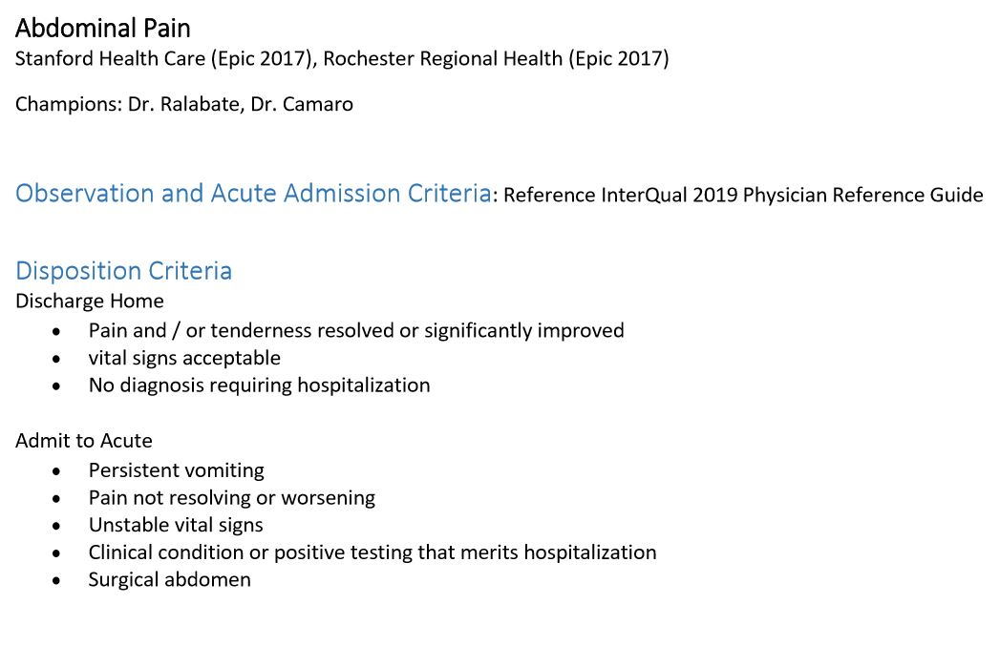 Abdominal Pain
Stanford Health Care (Epic 2017), Rochester Regional Health (Epic 2017)
Champions: Dr. Ralabate, Dr. Camaro
Observation and Acute Admission Criteria: Reference InterQual 2019 Physician Reference Guide
Disposition Criteria
Discharge Home
• Pain and / or tenderness resolved or significantly improved
• vital signs acceptable
• No diagnosis requiring hospitalization
Admit to Acute
• Persistent vomiting
• Pain not resolving or worsening
• Unstable vital signs
• Clinical condition or positive testing that merits hospitalization
• Surgical abdomen